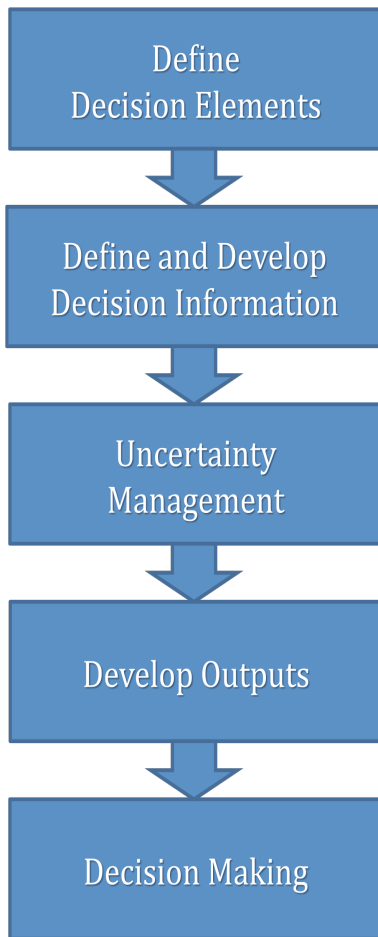 Define
Decision Elements
Define and Develop
Decision Information
Uncertainty
Management
Develop Outputs
Decision Making